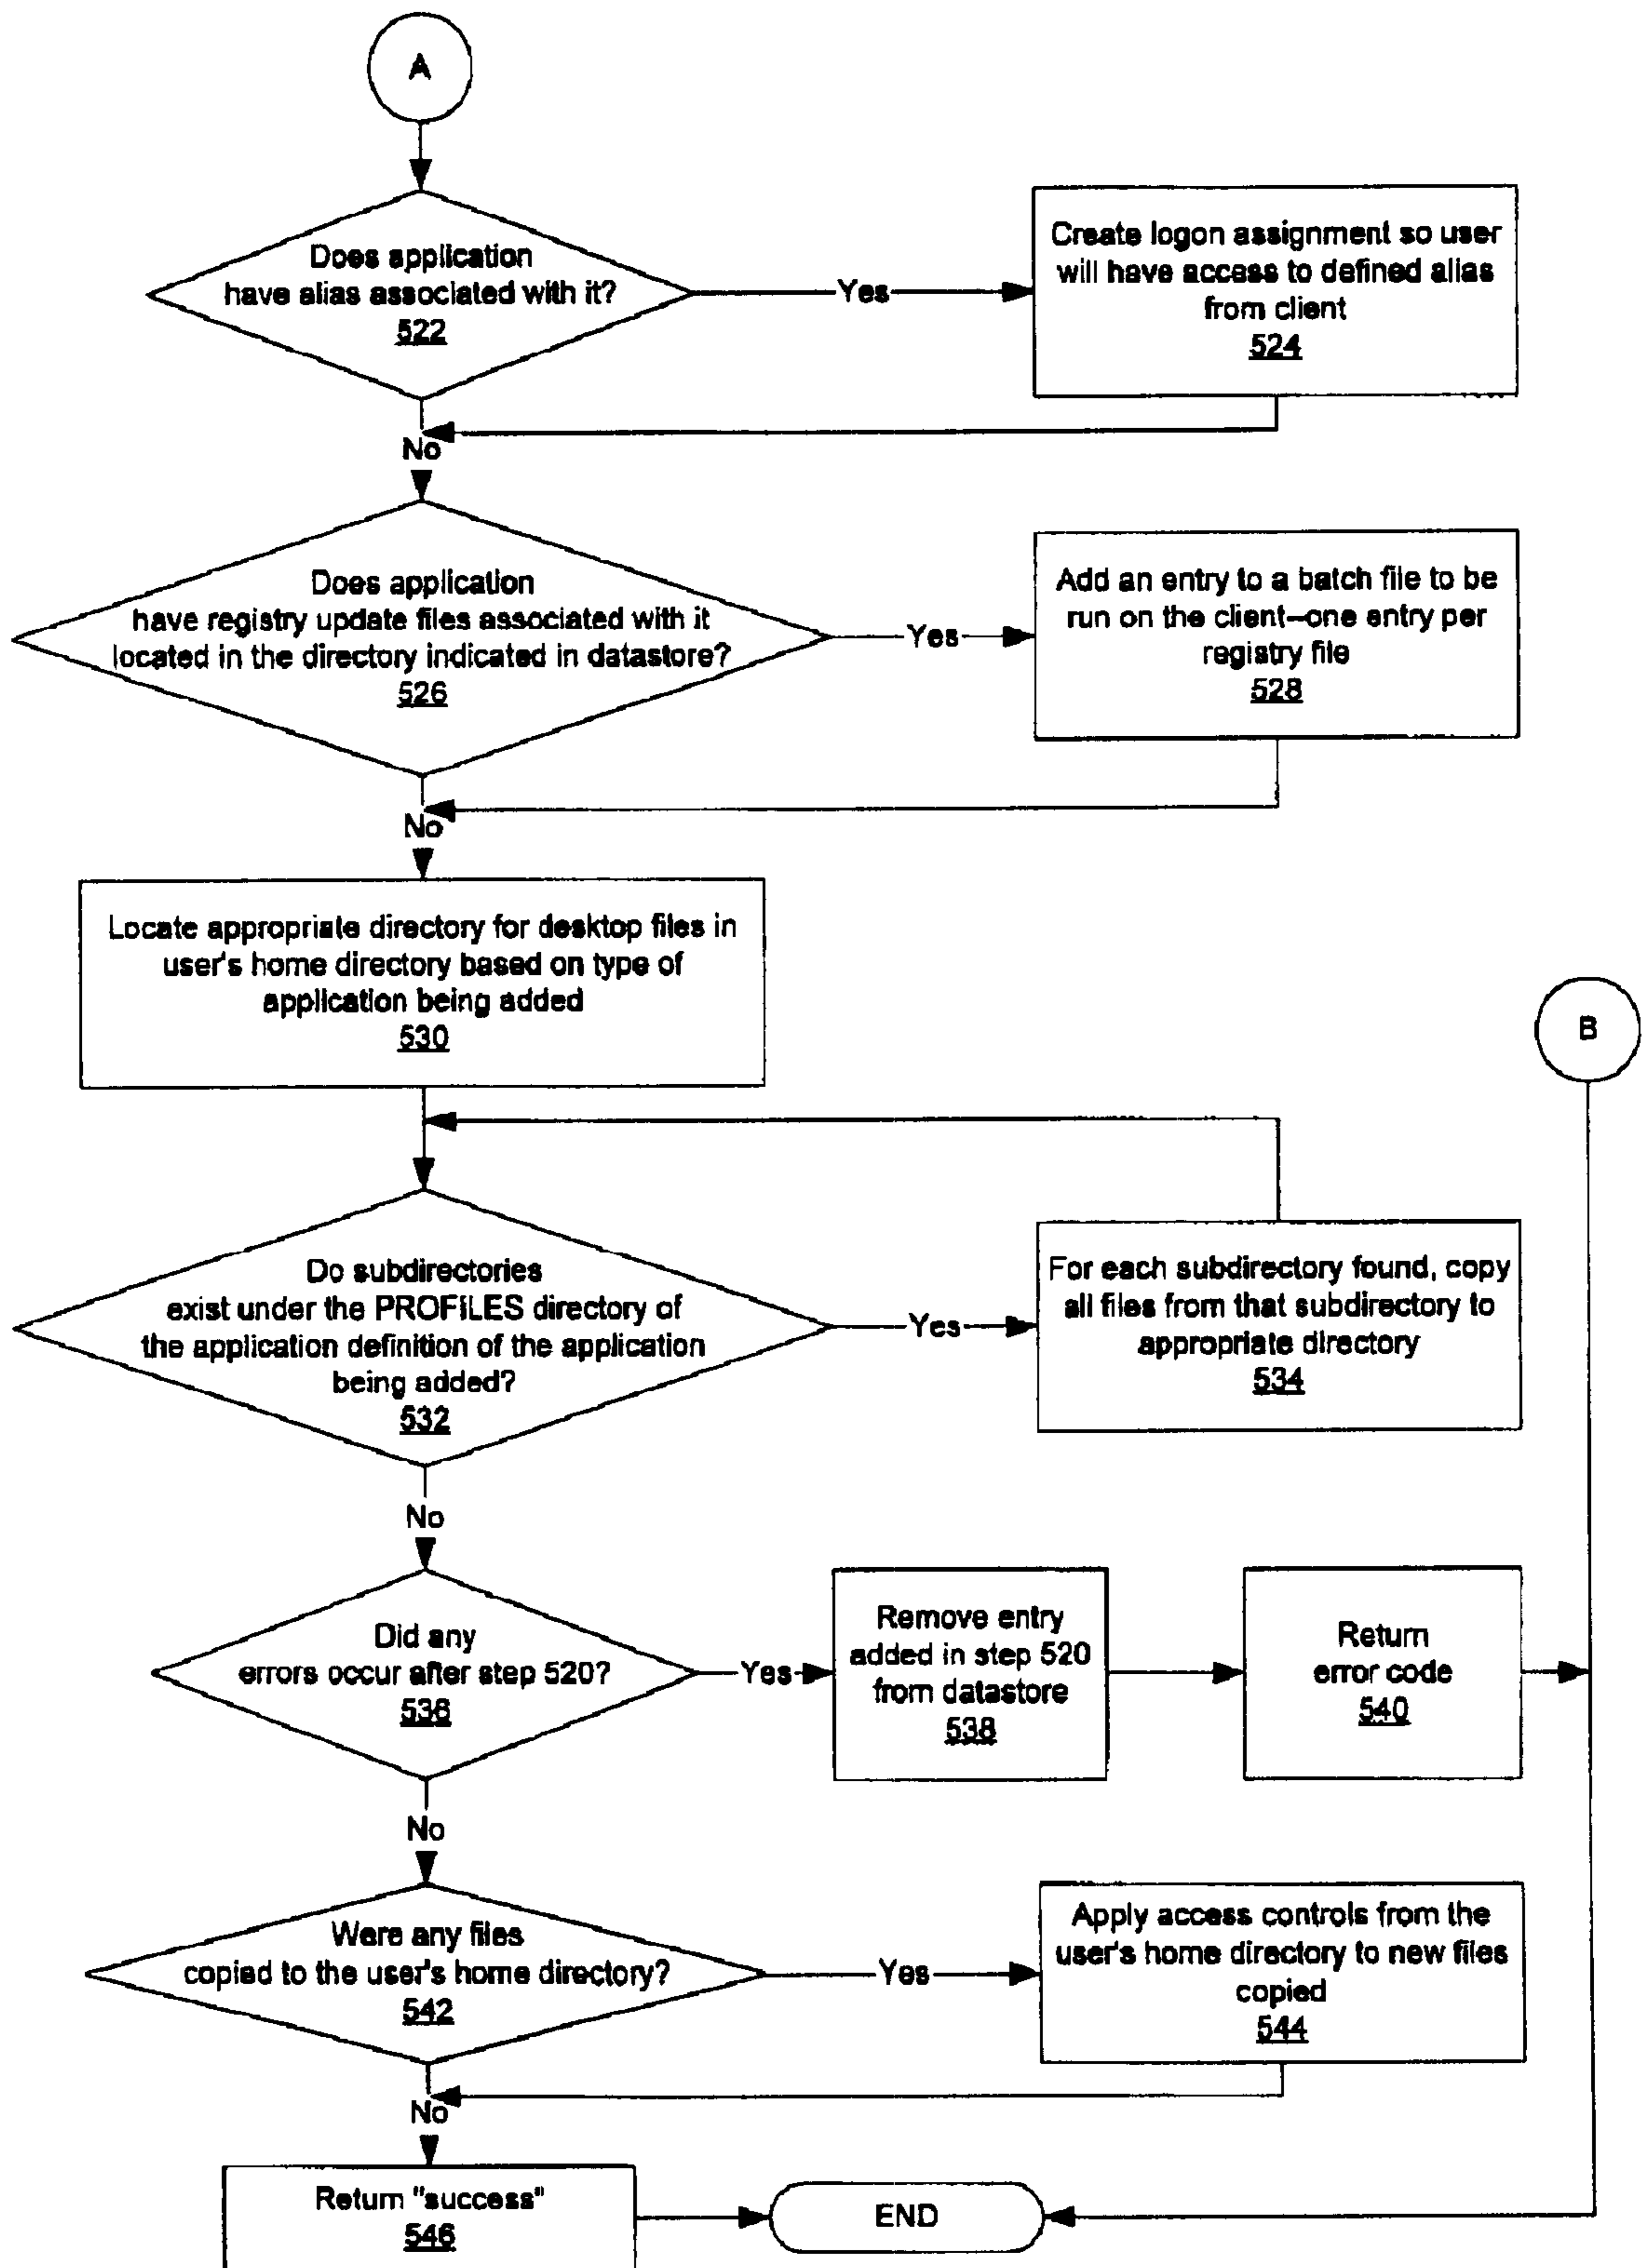 A
Does application
have alias associated with it?
522
Yes
Create logon assignment so user
will have access to defined alias
from client
524
No
Does application
have registry update files associated with it
located in the directory indicated in datastore?
526
Yes
Add an entry to a batch file to be
run on the client–one entry per
registry file
528
No
Locate appropriate directory for desktop files in
user's home directory based on type of
application being added
530
B
Do subdirectories
exist under the PROFILES directory of
the application definition of the application
being added?
532
Yes
For each subdirectory found, copy
all files from that subdirectory to
appropriate directory
534
No
Did any
errors occur after step 520?
536
Yes
Remove entry
added in step 520
from datastore
538
Return
error code
540
No
Were any files
copied to the user's home directory?
542
Yes
Apply access controls from the
user's home directory to new files
copied
544
No
Return "success"
546
END